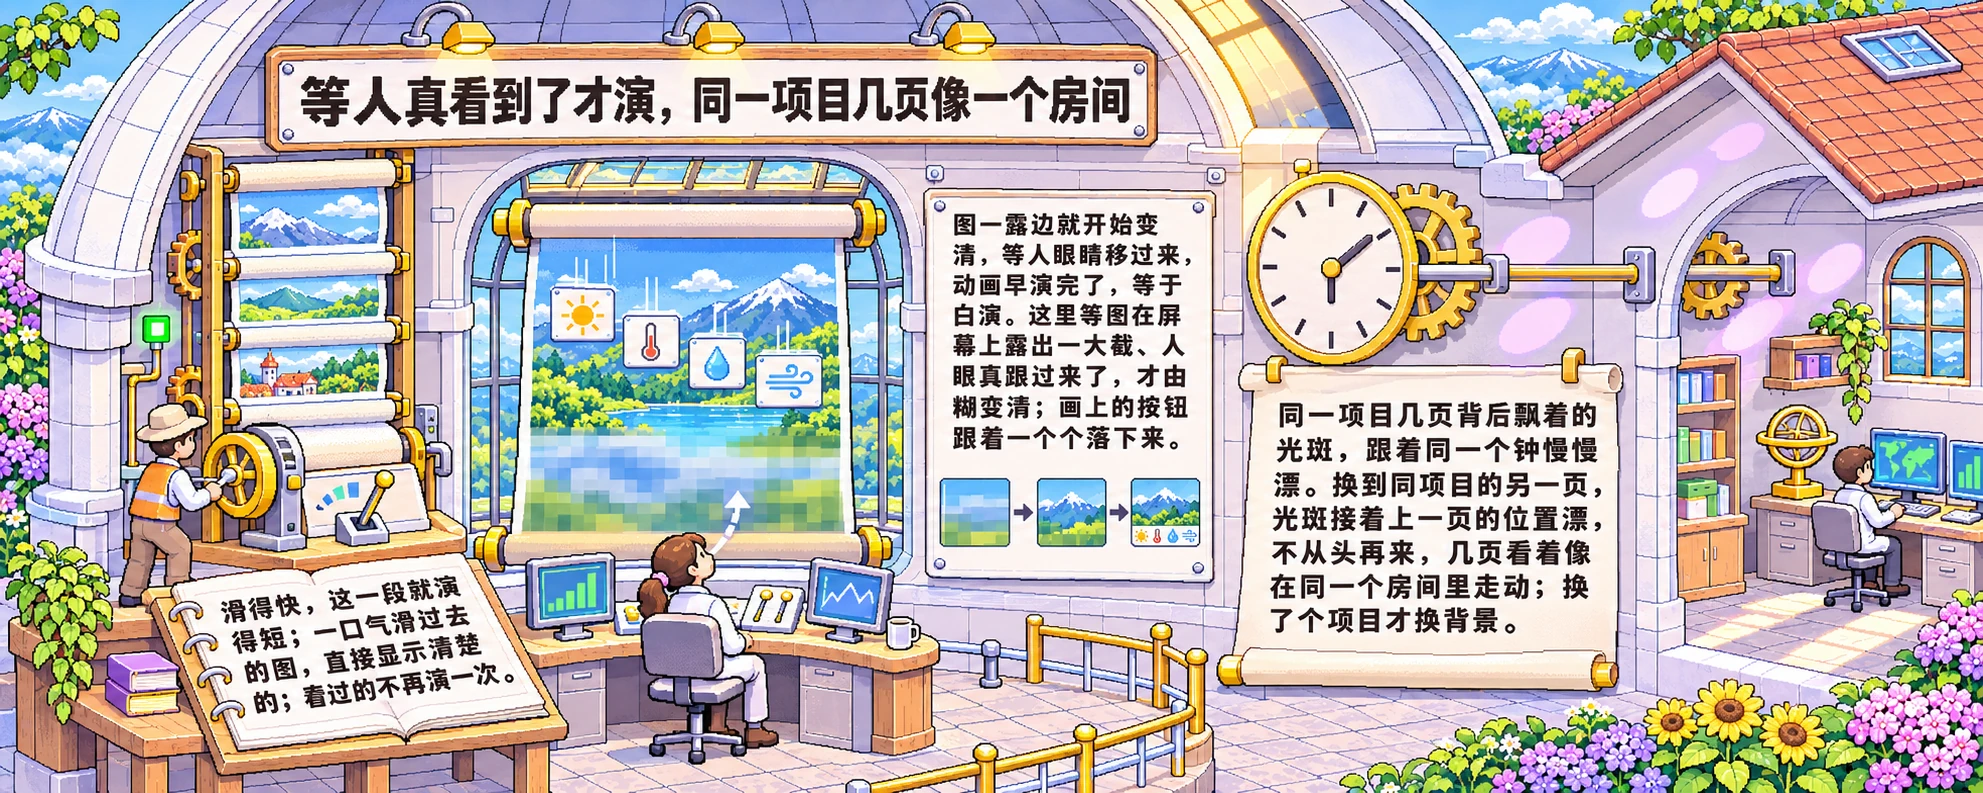 等人真看到了才演，同一项目几页像一个房间
图一露边就开始变
清，等人眼睛移过来，
动画早演完了，等于
白演。这里等图在屏
幕上露出一大截、人
眼真跟过来了，才由
糊变清；画上的按钮
跟着一个个落下来。
同一项目几页背后飘着的
光斑，跟着同一个钟慢慢
漂。换到同项目的另一页，
光斑接着上一页的位置漂，
不从头再来，几页看着像
在同一个房间里走动；换
了个项目才换背景。
滑得快，这一段就演
得短；一口气滑过去
的图，直接显示清楚
的；看过的不再演一次。